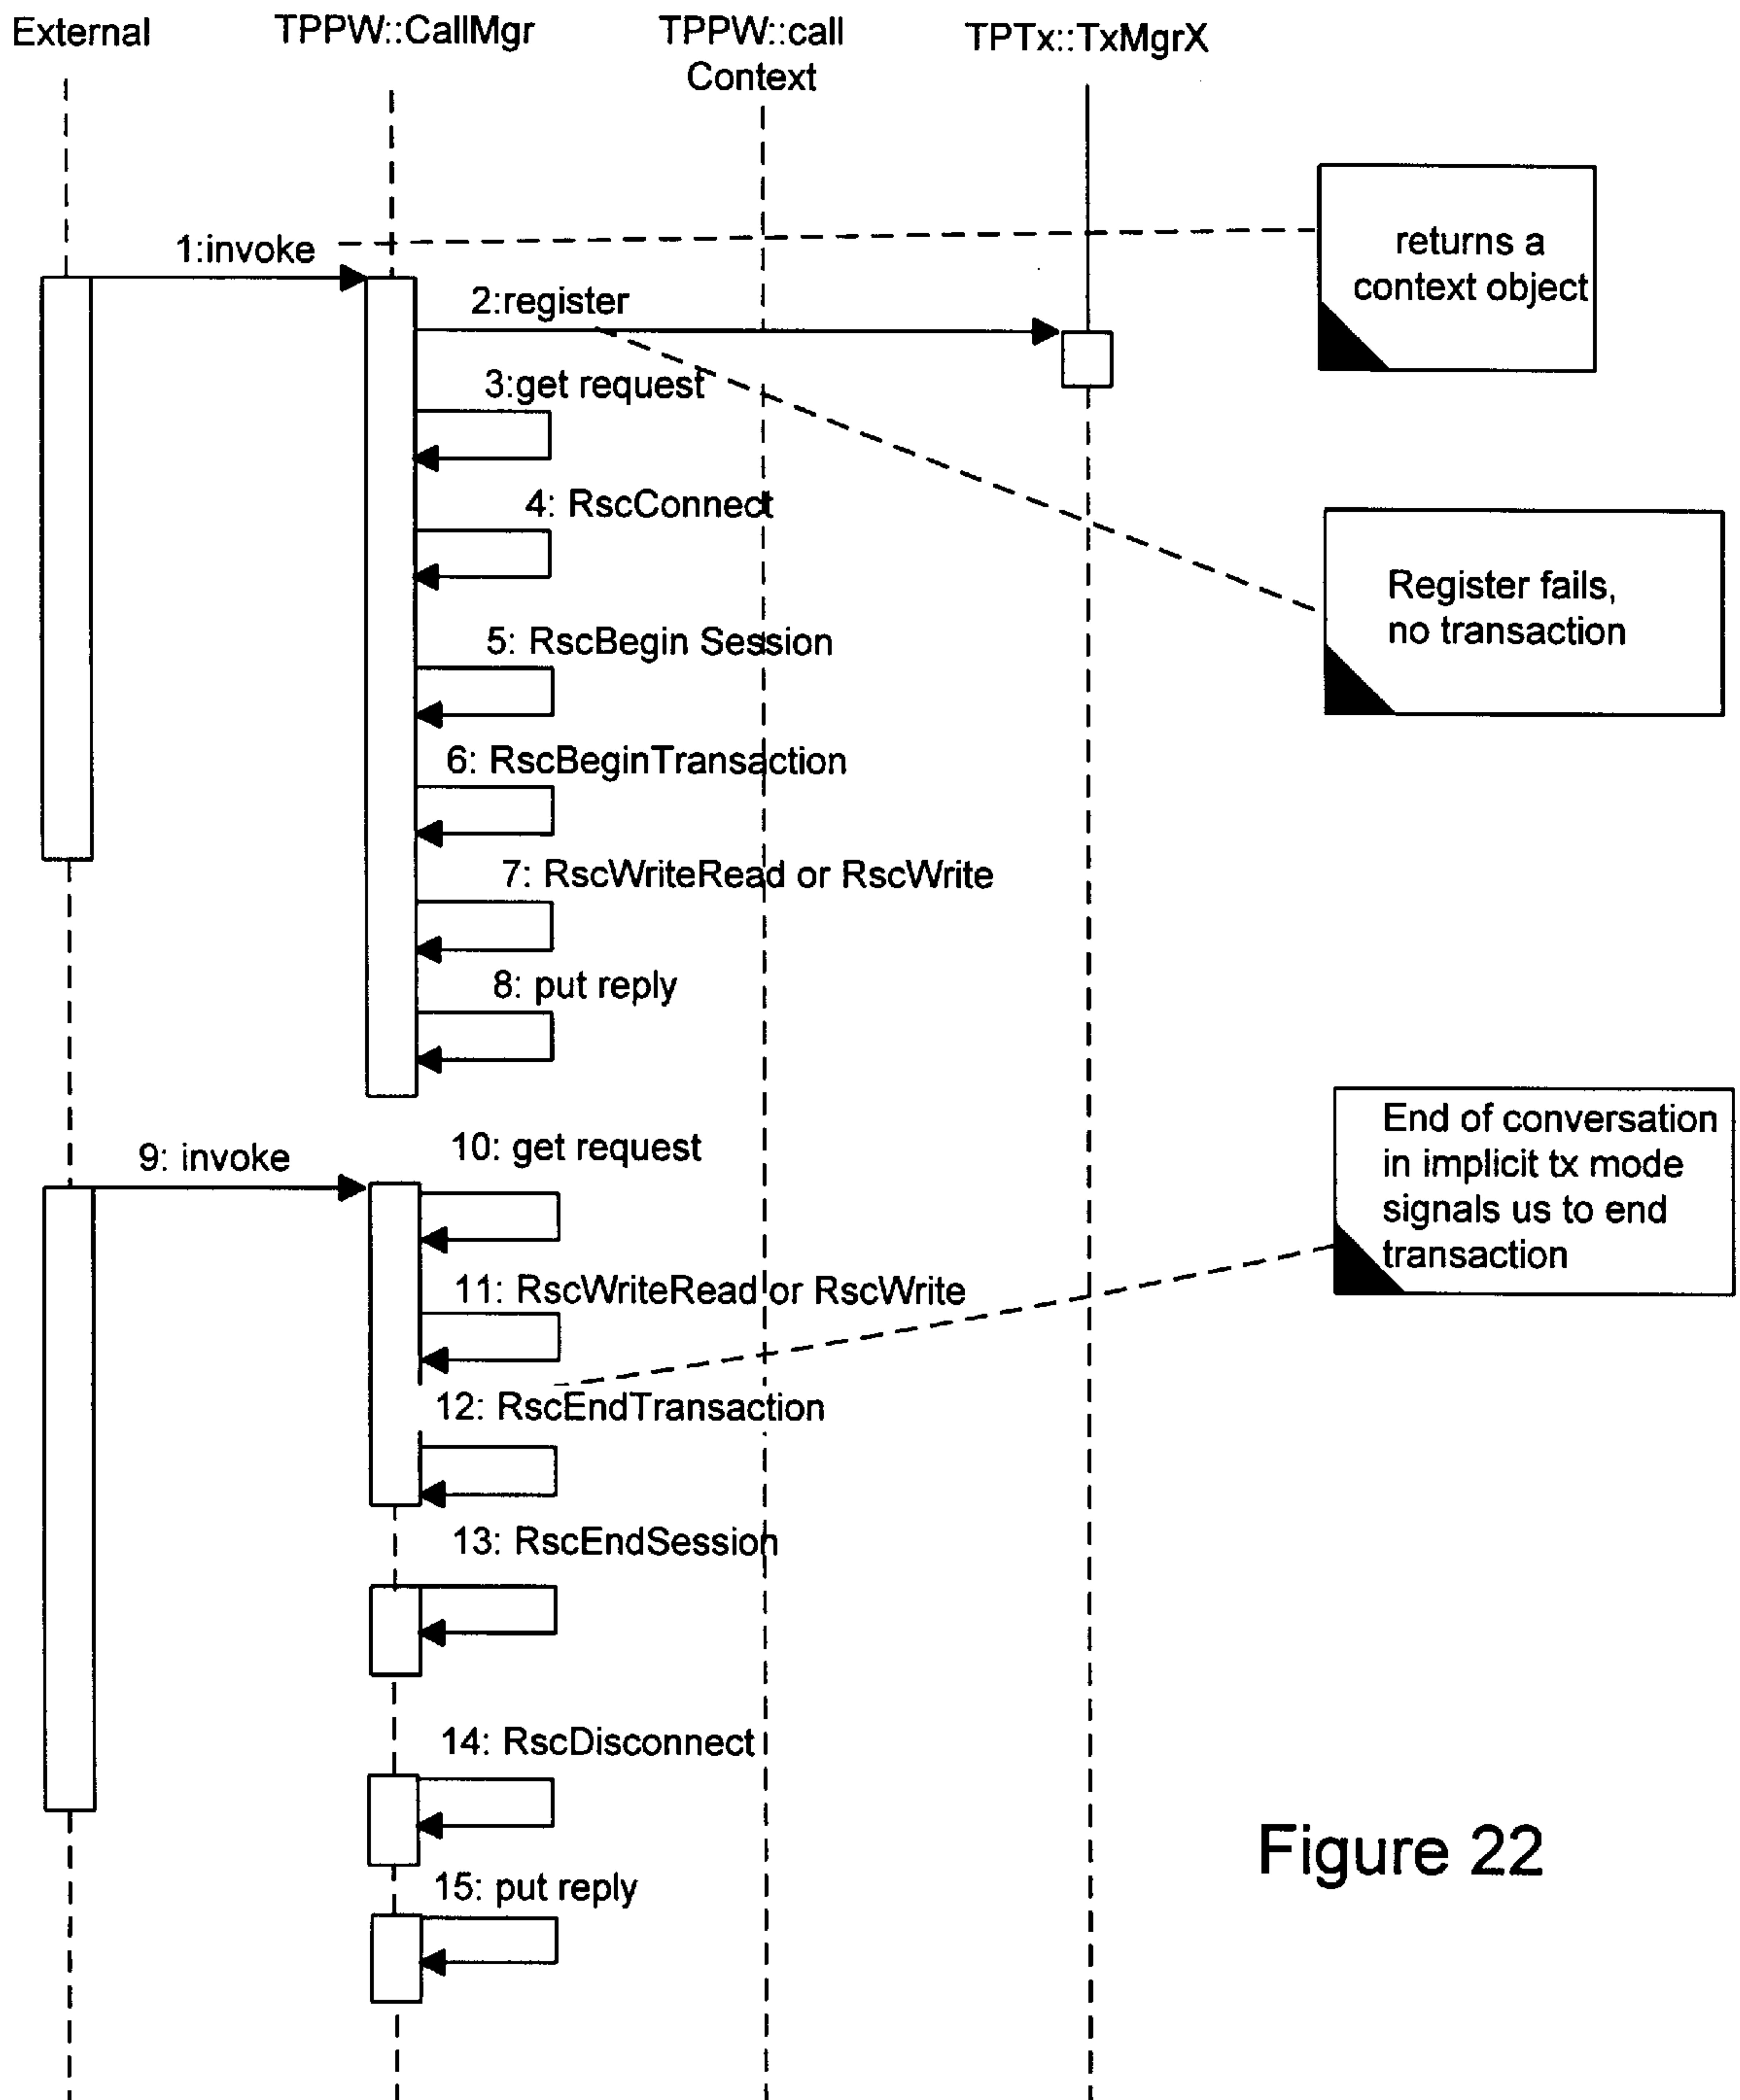 External
TPPW::CallMgr
TPPW::call
Context
TPTx::TxMgrX
1:invoke
returns a
context object
2:register
3:get request
4: RscConnect
Register fails,
no transaction
5: RscBegin Session
6: RscBeginTransaction
7: RscWriteRead or RscWrite
8: put reply
End of conversation
in implicit tx mode
signals us to end
transaction
9: invoke
10: get request
11: RscWriteRead or RscWrite
12: RscEndTransaction
13: RscEndSession
14: RscDisconnect
15: put reply
Figure 22